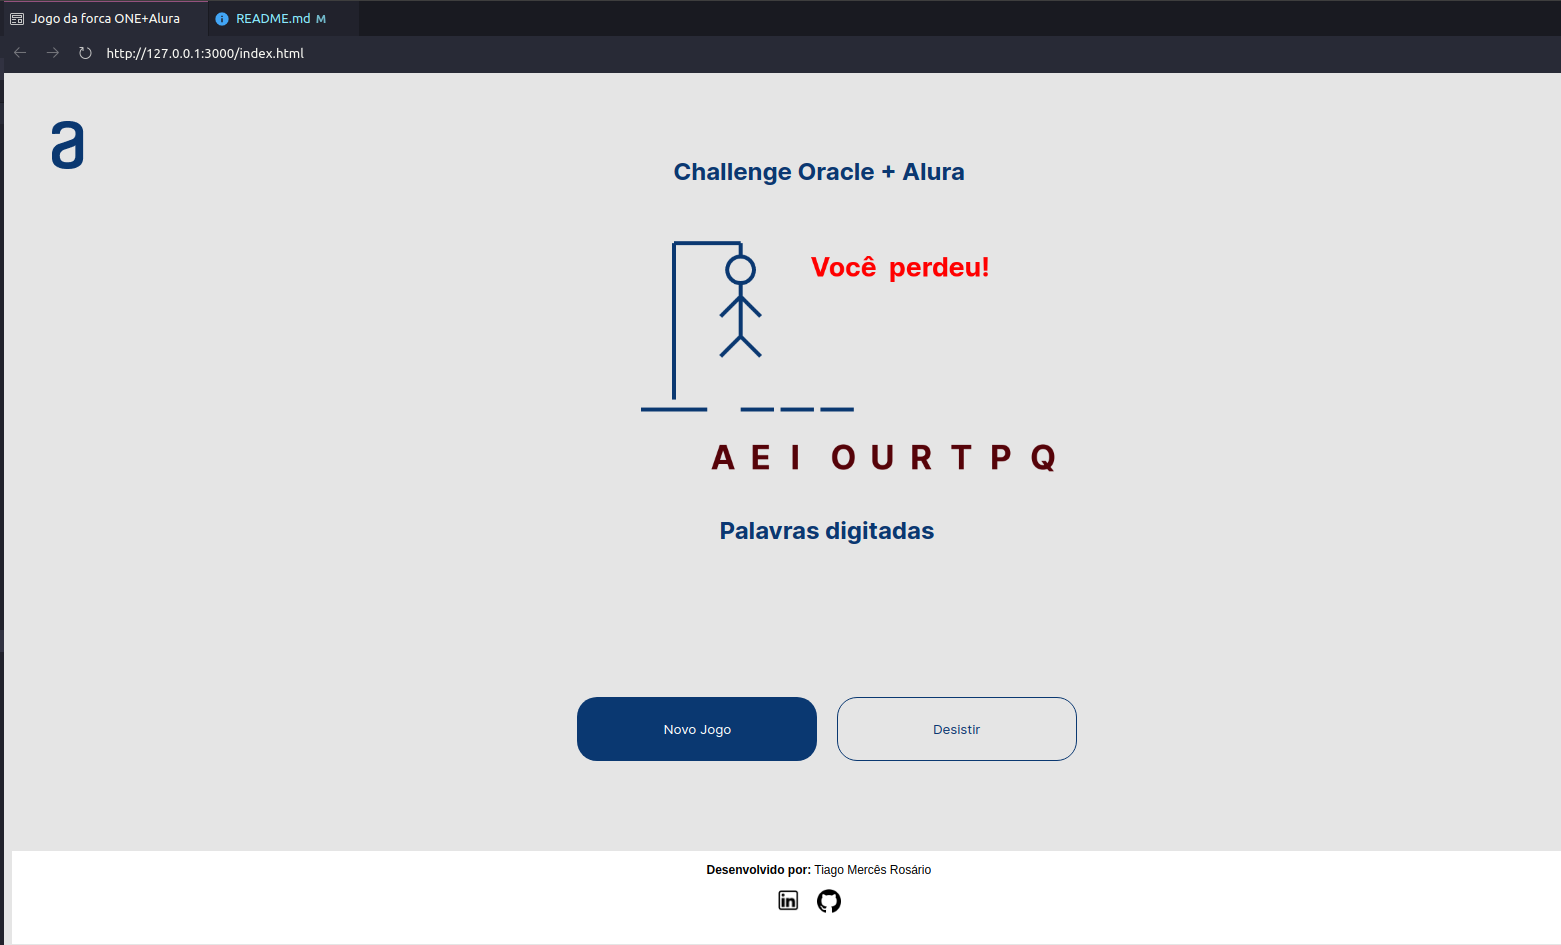 Jogo da forca ONE+Alura README.md M
http://127.0.0.1:3000/index.html
a
Challenge Oracle + Alura
Você perdeu!
A E I O U R T P Q
Palavras digitadas
Novo Jogo Desistir
Desenvolvido por: Tiago Mercês Rosário
in